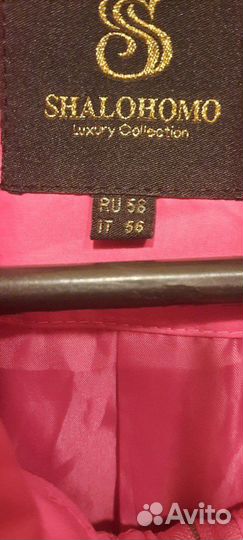 S
SHALOHOMO
Luxury Collection
RU 56
IT 56
Avito